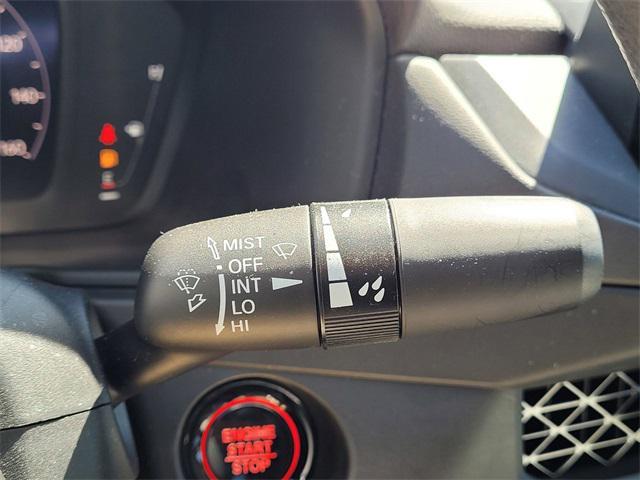 120
140
160
H
MIST
OFF
INT
LO
HI
ENGINE
START
STOP